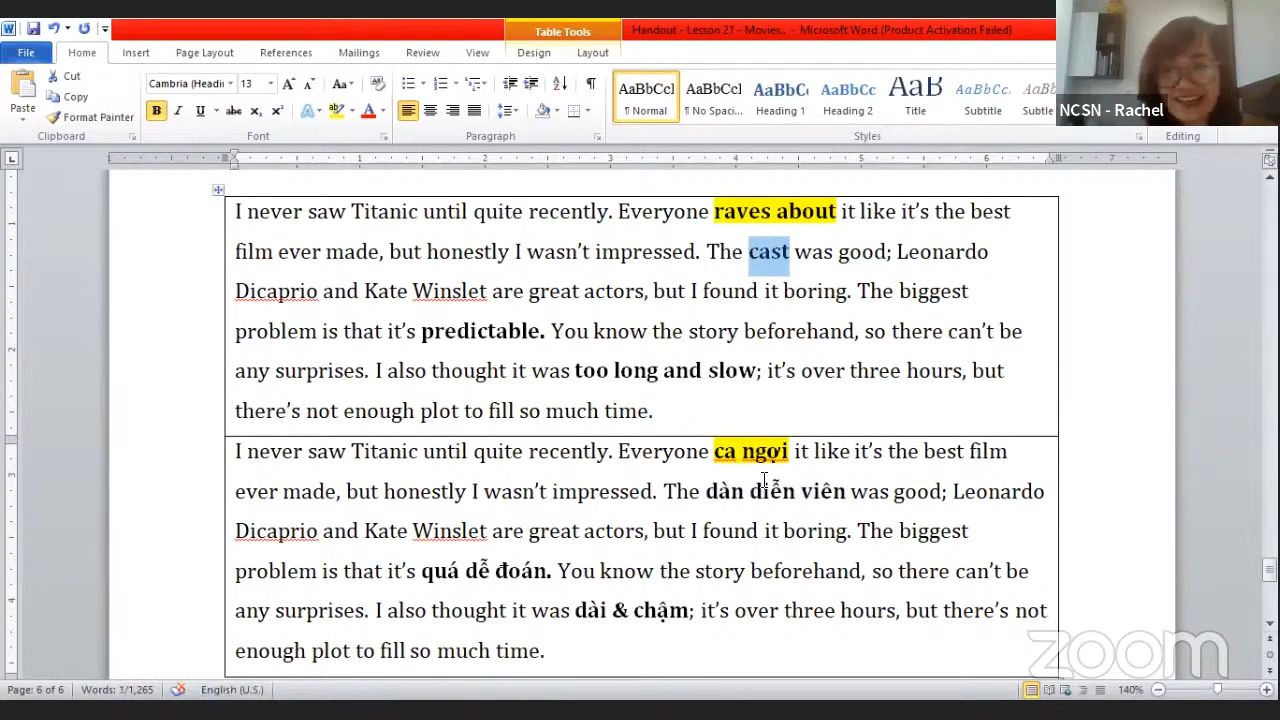 Table Tools
Handout - Lesson 21 - Movies.. - Microsoft Word (Product Activation Failed)
File Home Insert Page Layout References Mailings Review View Design Layout
NCSN - Rachel
Paste
Cut
Copy
Format Painter
Cambria (Headi 13
B I U abc
AaBbCcI AaBbCcI AaBbC AaBbCc AaB AaBbCc.
¶ Normal ¶ No Spaci... Heading 1 Heading 2 Title Subtitle Subtle
Clipboard Font Paragraph Styles Editing
I never saw Titanic until quite recently. Everyone raves about it like it’s the best
film ever made, but honestly I wasn’t impressed. The cast was good; Leonardo
Dicaprio and Kate Winslet are great actors, but I found it boring. The biggest
problem is that it’s predictable. You know the story beforehand, so there can’t be
any surprises. I also thought it was too long and slow; it’s over three hours, but
there’s not enough plot to fill so much time.
I never saw Titanic until quite recently. Everyone ca ngợi it like it’s the best film
ever made, but honestly I wasn’t impressed. The dàn diễn viên was good; Leonardo
Dicaprio and Kate Winslet are great actors, but I found it boring. The biggest
problem is that it’s quá dễ đoán. You know the story beforehand, so there can’t be
any surprises. I also thought it was dài & chậm; it’s over three hours, but there’s not
enough plot to fill so much time.
zoom
Page: 6 of 6 Words: 1/1,265 English (U.S.) 140%